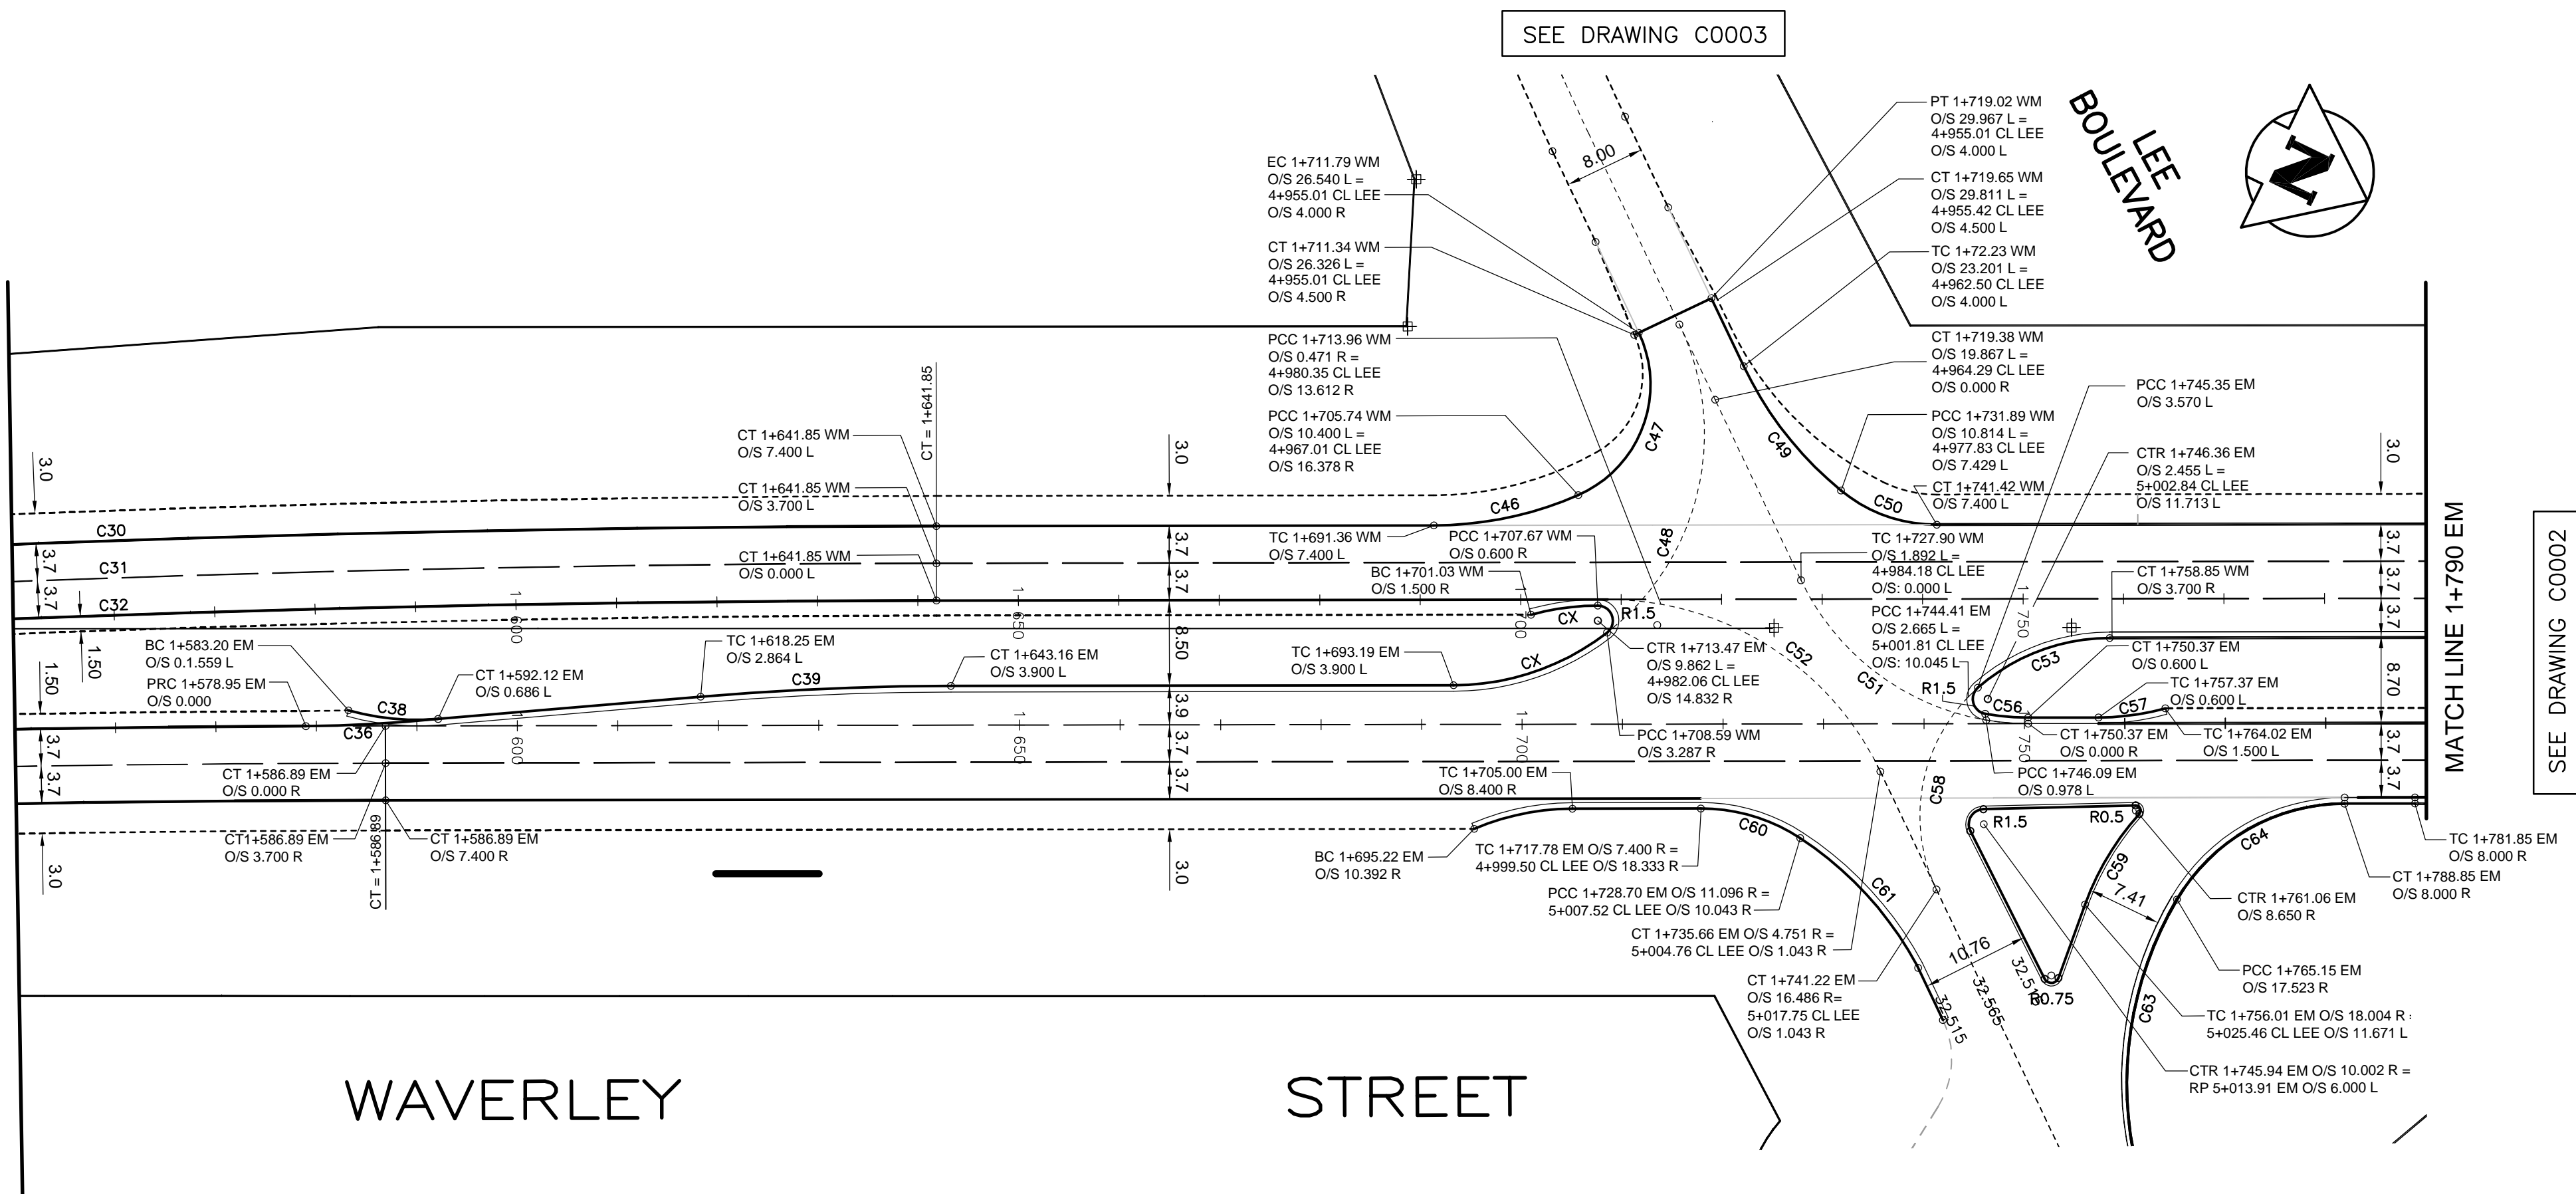 SEE DRAWING C0003
LEE
BOULEVARD
N
8.00
EC 1+711.79 WM
O/S 26.540 L =
4+955.01 CL LEE
O/S 4.000 R
CT 1+711.34 WM
O/S 26.326 L =
4+955.01 CL LEE
O/S 4.500 R
PCC 1+713.96 WM
O/S 0.471 R =
4+980.35 CL LEE
O/S 13.612 R
PCC 1+705.74 WM
O/S 10.400 L =
4+967.01 CL LEE
O/S 16.378 R
TC 1+691.36 WM
O/S 7.400 L
PCC 1+707.67 WM
O/S 0.600 R
BC 1+701.03 WM
O/S 1.500 R
PT 1+719.02 WM
O/S 29.967 L =
4+955.01 CL LEE
O/S 4.000 L
CT 1+719.65 WM
O/S 29.811 L =
4+955.42 CL LEE
O/S 4.500 L
TC 1+72.23 WM
O/S 23.201 L =
4+962.50 CL LEE
O/S 4.000 L
CT 1+719.38 WM
O/S 19.867 L =
4+964.29 CL LEE
O/S 0.000 R
PCC 1+731.89 WM
O/S 10.814 L =
4+977.83 CL LEE
O/S 7.429 L
CT 1+741.42 WM
O/S 7.400 L
PCC 1+745.35 EM
O/S 3.570 L
CTR 1+746.36 EM
O/S 2.455 L =
5+002.84 CL LEE
O/S 11.713 L
TC 1+727.90 WM
O/S 1.892 L =
4+984.18 CL LEE
O/S: 0.000 L
PCC 1+744.41 EM
O/S 2.665 L =
5+001.81 CL LEE
O/S: 10.045 L
CT 1+758.85 WM
O/S 3.700 R
CT 1+750.37 EM
O/S 0.600 L
TC 1+757.37 EM
O/S 0.600 L
CT 1+750.37 EM
O/S 0.000 R
TC 1+764.02 EM
O/S 1.500 L
PCC 1+746.09 EM
O/S 0.978 L
CT = 1+641.85
CT 1+641.85 WM
O/S 7.400 L
CT 1+641.85 WM
O/S 3.700 L
CT 1+641.85 WM
O/S 0.000 L
3.0
3.0
3.0
C30
C31
C32
C46
C47
C48
C49
C50
3.7
3.7
3.7
3.7
3.7
3.7
3.7
1
600
1
650
1
700
1
750
1.50
1.50
8.50
8.70
BC 1+583.20 EM
O/S 0.1.559 L
PRC 1+578.95 EM
O/S 0.000
CT 1+592.12 EM
O/S 0.686 L
TC 1+618.25 EM
O/S 2.864 L
CT 1+643.16 EM
O/S 3.900 L
TC 1+693.19 EM
O/S 3.900 L
CX
CX
R1.5
CTR 1+713.47 EM
O/S 9.862 L =
4+982.06 CL LEE
O/S 14.832 R
PCC 1+708.59 WM
O/S 3.287 R
C38
C36
C39
C52
C51
C53
C56
C57
C58
R1.5
3.9
3.7
3.7
3.7
3.7
3.7
3.7
1
600
1
650
1
700
1
750
CT 1+586.89 EM
O/S 0.000 R
CT1+586.89 EM
O/S 3.700 R
CT = 1+586.89
CT 1+586.89 EM
O/S 7.400 R
3.0
3.0
TC 1+705.00 EM
O/S 8.400 R
BC 1+695.22 EM
O/S 10.392 R
TC 1+717.78 EM O/S 7.400 R =
4+999.50 CL LEE O/S 18.333 R
PCC 1+728.70 EM O/S 11.096 R =
5+007.52 CL LEE O/S 10.043 R
CT 1+735.66 EM O/S 4.751 R =
5+004.76 CL LEE O/S 1.043 R
CT 1+741.22 EM
O/S 16.486 R=
5+017.75 CL LEE
O/S 1.043 R
C60
C61
R1.5
R0.5
R0.75
C59
C63
C64
7.41
10.76
32.515
32.565
32.515
TC 1+781.85 EM
O/S 8.000 R
CT 1+788.85 EM
O/S 8.000 R
CTR 1+761.06 EM
O/S 8.650 R
PCC 1+765.15 EM
O/S 17.523 R
TC 1+756.01 EM O/S 18.004 R :
5+025.46 CL LEE O/S 11.671 L
CTR 1+745.94 EM O/S 10.002 R =
RP 5+013.91 EM O/S 6.000 L
MATCH LINE 1+790 EM
SEE DRAWING C0002
WAVERLEY STREET